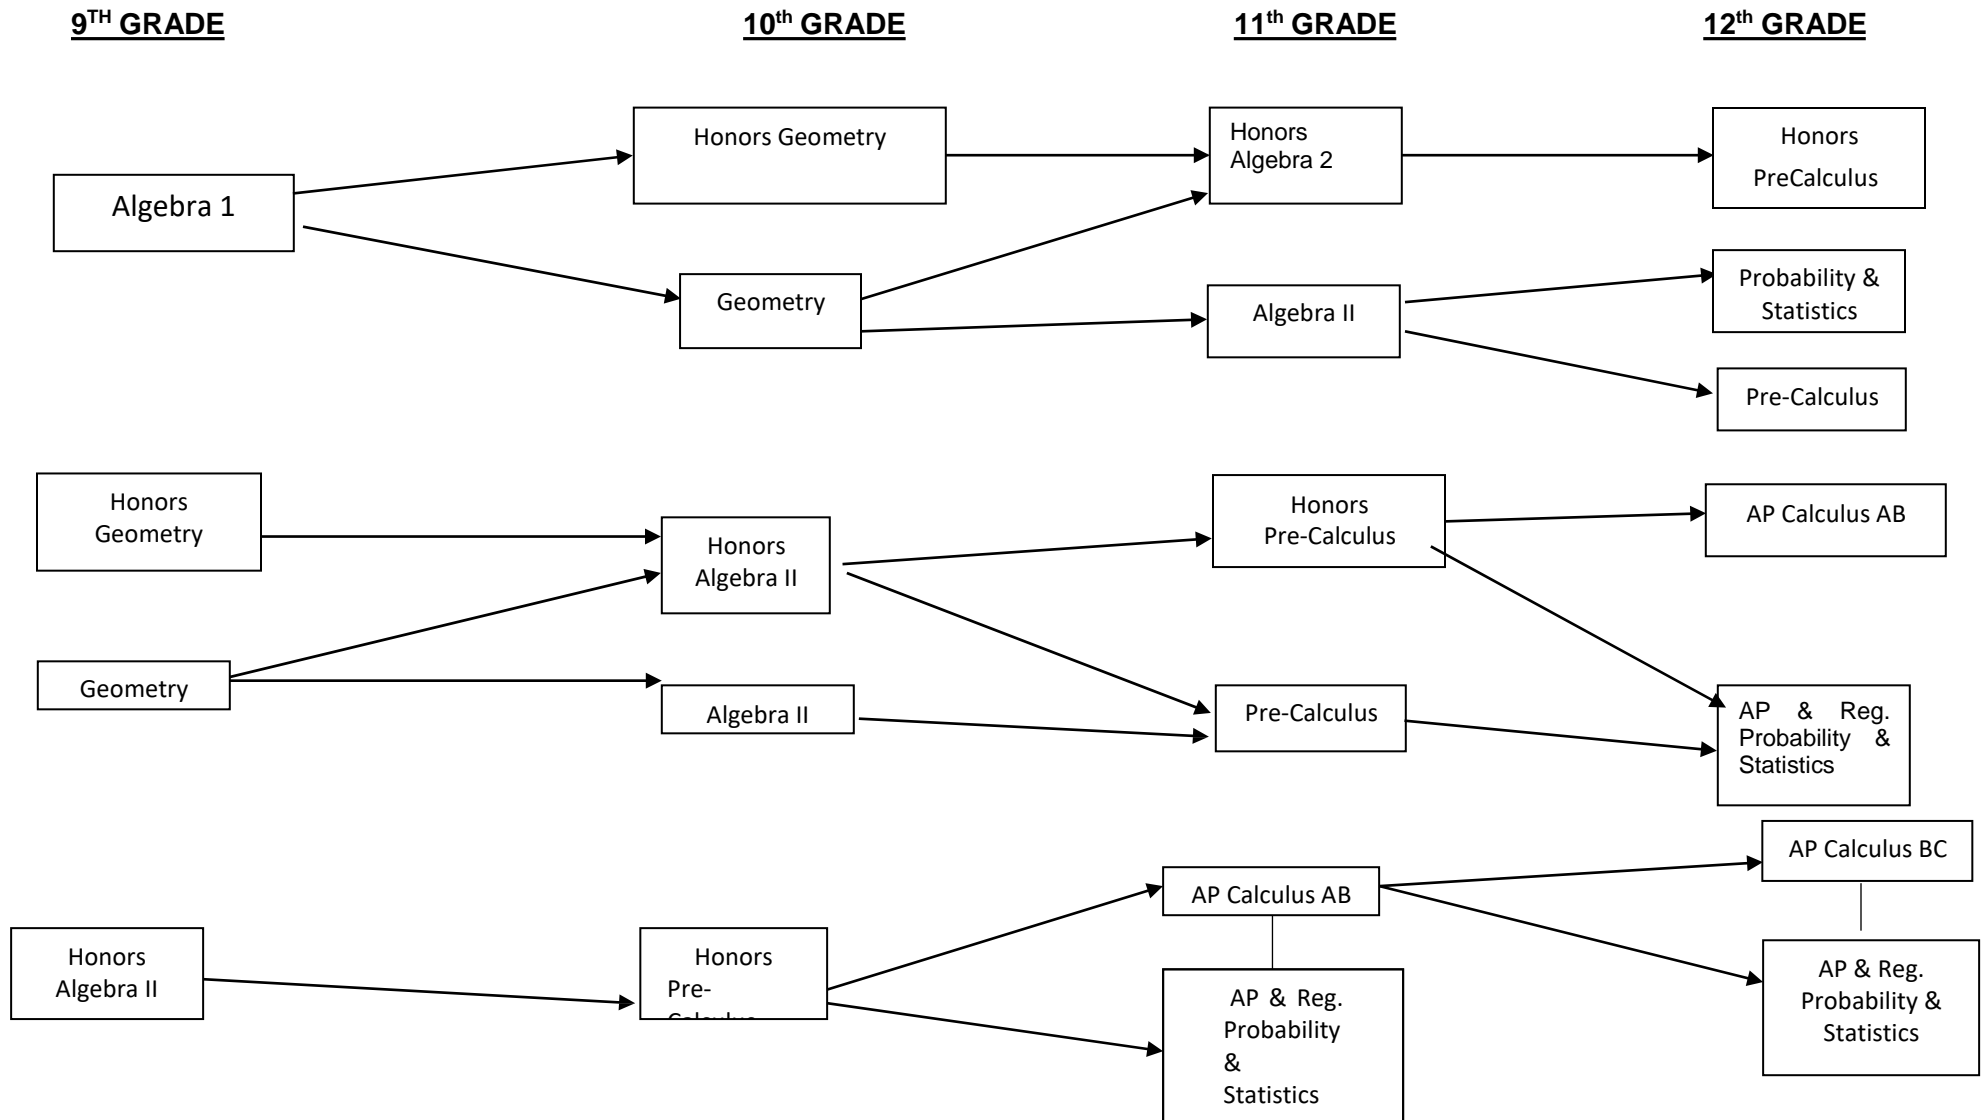 9TH GRADE
10th GRADE
11th GRADE
12th GRADE
Honors Geometry
Honors
Algebra 2
Honors
PreCalculus
Algebra 1
Geometry
Algebra II
Probability &
Statistics
Pre-Calculus
Honors
Geometry
Honors
Algebra II
Honors
Pre-Calculus
AP Calculus AB
Geometry
Algebra II
Pre-Calculus
AP & Reg.
Probability &
Statistics
AP Calculus AB
AP Calculus BC
Honors
Algebra II
Honors
Pre-
AP & Reg.
Probability
&
Statistics
AP & Reg.
Probability &
Statistics